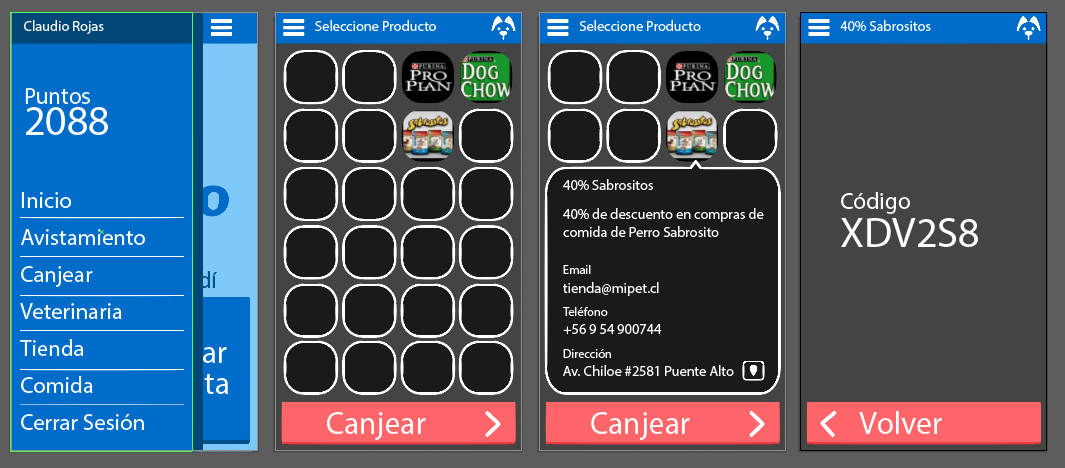 Claudio Rojas
Puntos
2088
Inicio
Avistamiento
Canjear
Veterinaria
Tienda
Comida
Cerrar Sesión
o
dí
ar
ta
Seleccione Producto
PURINA
PRO
PLAN
PURINA
DOG
CHOW
Sabrositos
Canjear
Seleccione Producto
PURINA
PRO
PLAN
PURINA
DOG
CHOW
Sabrositos
40% Sabrositos
40% de descuento en compras de
comida de Perro Sabrosito
Email
tienda@mipet.cl
Teléfono
+56 9 54 900744
Dirección
Av. Chiloe #2581 Puente Alto
Canjear
40% Sabrositos
Código
XDV2S8
Volver